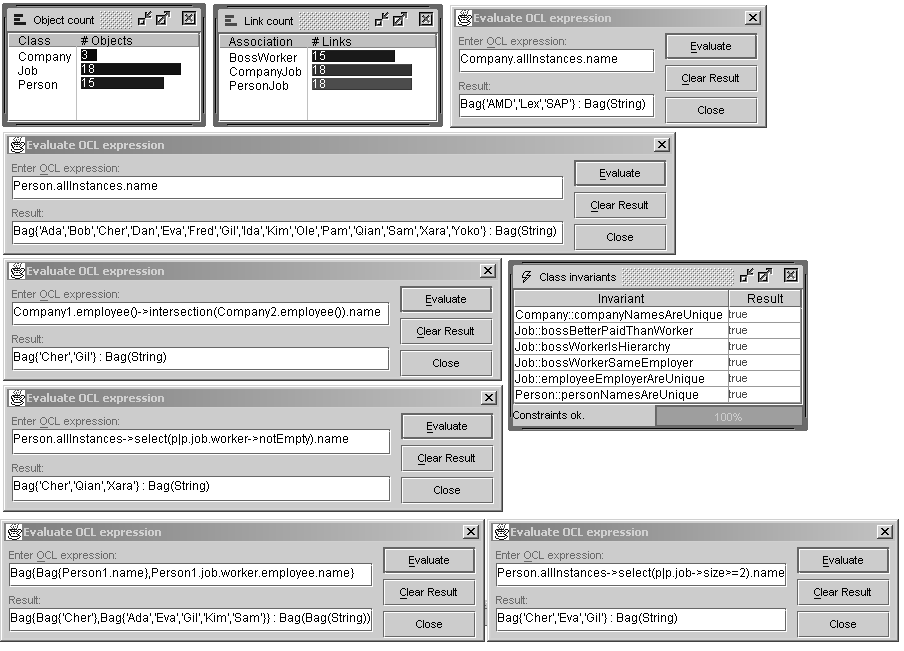 Object count
Class # Objects
Company 3
Job 18
Person 15
Link count
Association # Links
BossWorker 15
CompanyJob 18
PersonJob 18
Evaluate OCL expression
Enter OCL expression:
Company.allInstances.name
Result:
Bag{'AMD','Lex','SAP'} : Bag(String)
Evaluate
Clear Result
Close
Evaluate OCL expression
Enter OCL expression:
Person.allInstances.name
Result:
Bag{'Ada','Bob','Cher','Dan','Eva','Fred','Gil','Ida','Kim','Ole','Pam','Qian','Sam','Xara','Yoko'} : Bag(String)
Evaluate
Clear Result
Close
Evaluate OCL expression
Enter OCL expression:
Company1.employee()->intersection(Company2.employee()).name
Result:
Bag{'Cher','Gil'} : Bag(String)
Evaluate
Clear Result
Close
Class invariants
Invariant Result
Company::companyNamesAreUnique true
Job::bossBetterPaidThanWorker true
Job::bossWorkerIsHierarchy true
Job::bossWorkerSameEmployer true
Job::employeeEmployerAreUnique true
Person::personNamesAreUnique true
Constraints ok. 100%
Evaluate OCL expression
Enter OCL expression:
Person.allInstances->select(p|p.job.worker->notEmpty).name
Result:
Bag{'Cher','Qian','Xara'} : Bag(String)
Evaluate
Clear Result
Close
Evaluate OCL expression
Enter OCL expression:
Bag{Bag{Person1.name},Person1.job.worker.employee.name}
Result:
Bag{Bag{'Cher'},Bag{'Ada','Eva','Gil','Kim','Sam'}} : Bag(Bag(String))
Evaluate
Clear Result
Close
Evaluate OCL expression
Enter OCL expression:
Person.allInstances->select(p|p.job->size>=2).name
Result:
Bag{'Cher','Eva','Gil'} : Bag(String)
Evaluate
Clear Result
Close